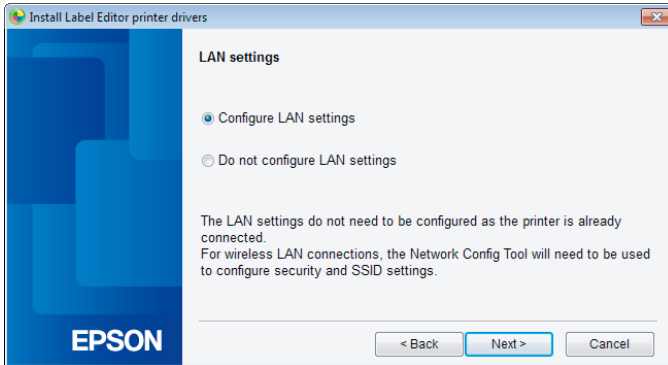 Install Label Editor printer drivers
LAN settings
Configure LAN settings
Do not configure LAN settings
The LAN settings do not need to be configured as the printer is already
connected.
For wireless LAN connections, the Network Config Tool will need to be used
to configure security and SSID settings.
EPSON
< Back
Next >
Cancel